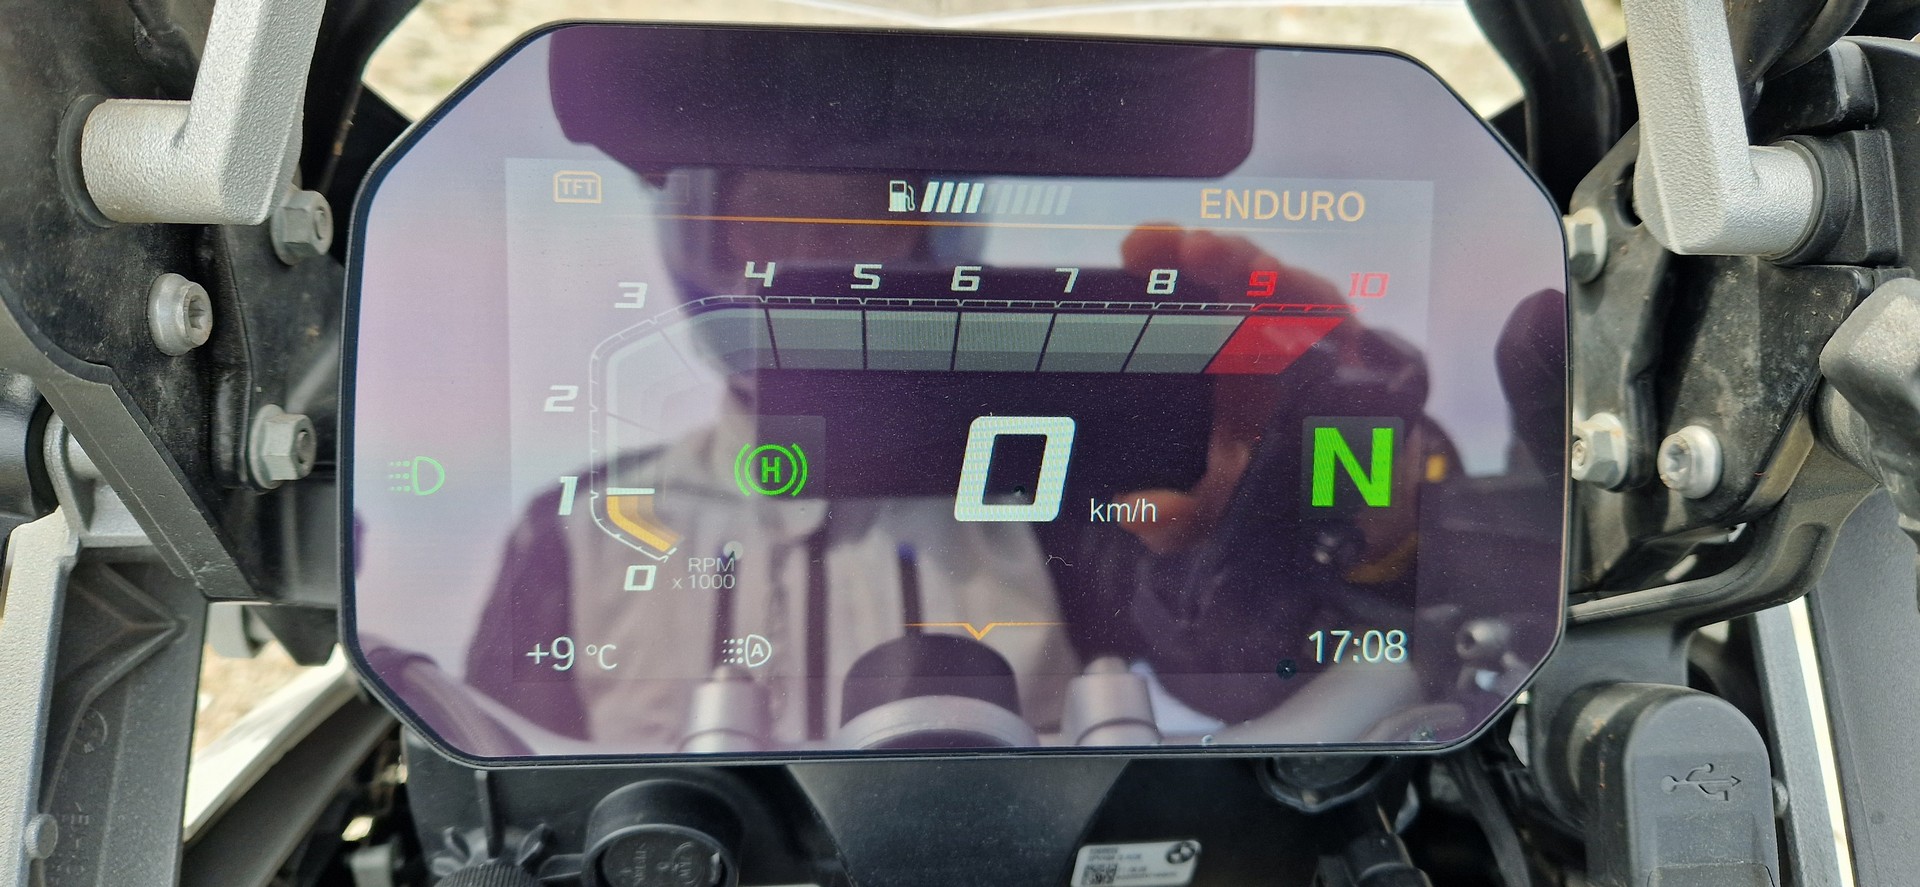 TFT
ENDURO
3 4 5 6 7 8 9 10
2
H
0 km/h
N
1
RPM
0 x 1000
+9 °C
A
17:08